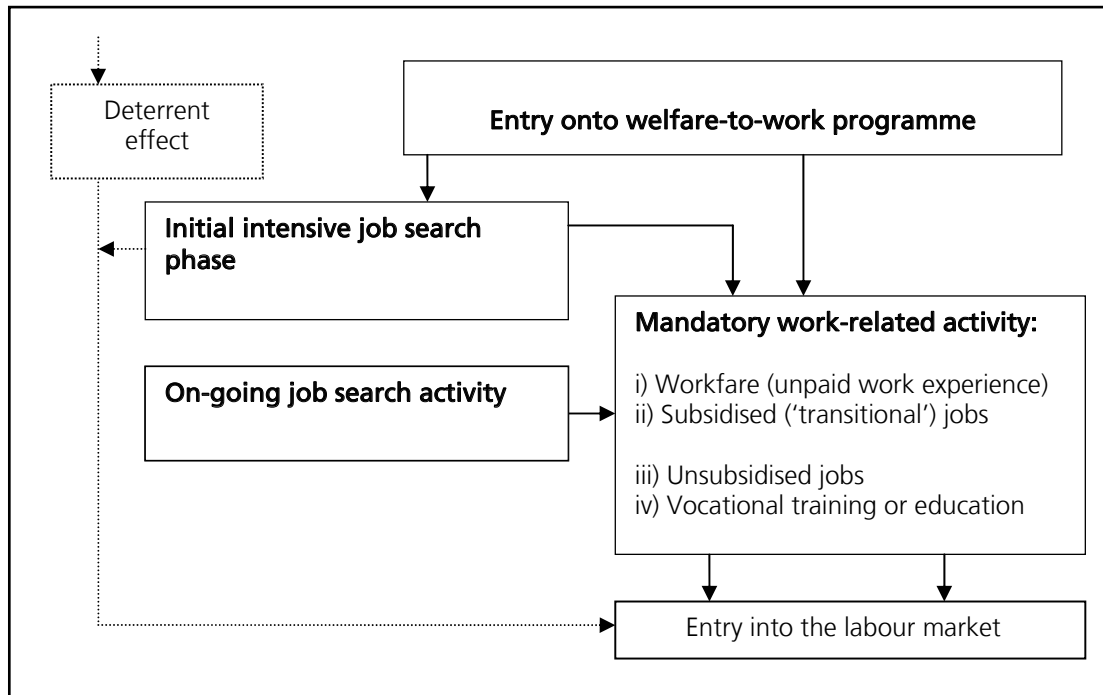 Deterrent
effect
Entry onto welfare-to-work programme
Initial intensive job search
phase
Mandatory work-related activity:
i) Workfare (unpaid work experience)
ii) Subsidised (‘transitional’) jobs
iii) Unsubsidised jobs
iv) Vocational training or education
On-going job search activity
Entry into the labour market